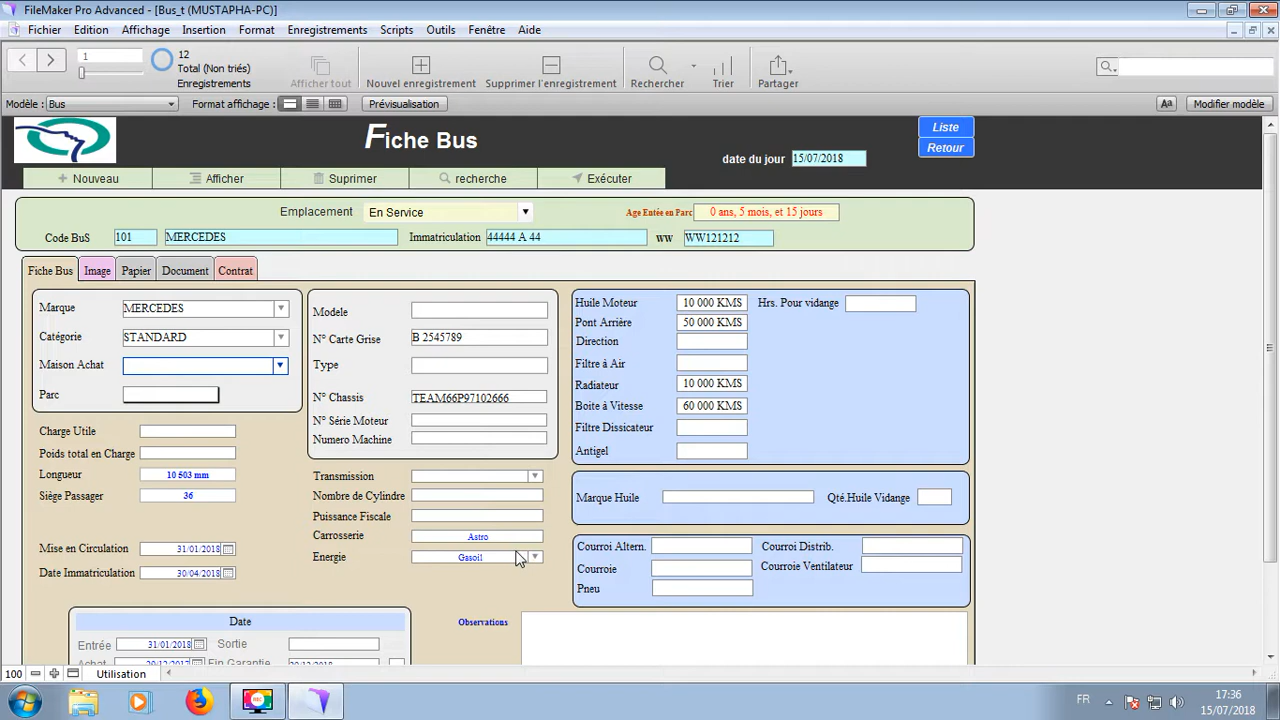 FileMaker Pro Advanced - [Bus_t (MUSTAPHA-PC)]
Fichier Edition Affichage Insertion Format Enregistrements Scripts Outils Fenêtre Aide
1
12
Total (Non triés)
Enregistrements
Afficher tout Nouvel enregistrement Supprimer l'enregistrement Rechercher Trier Partager
Modèle : Bus Format affichage : Prévisualisation Aa Modifier modèle
Fiche Bus
date du jour 15/07/2018
Liste
Retour
Nouveau Afficher Suprimer recherche Exécuter
Emplacement En Service Age Entée en Parc 0 ans, 5 mois, et 15 jours
Code BuS 101 MERCEDES Immatriculation 44444 A 44 WW WW121212
Fiche Bus Image Papier Document Contrat
Marque MERCEDES
Catégorie STANDARD
Maison Achat
Parc
Charge Utile
Poids total en Charge
Longueur 10 503 mm
Siège Passager 36
Mise en Circulation 31/01/2018
Date Immatriculation 30/04/2018
Modele
N° Carte Grise B 2545789
Type
N° Chassis TEAM66P97102666
N° Série Moteur
Numero Machine
Transmission
Nombre de Cylindre
Puissance Fiscale
Carrosserie Astro
Energie Gasoil
Huile Moteur 10 000 KMS Hrs. Pour vidange
Pont Arrière 50 000 KMS
Direction
Filtre à Air
Radiateur 10 000 KMS
Boite à Vitesse 60 000 KMS
Filtre Dissicateur
Antigel
Marque Huile Qté.Huile Vidange
Courroi Altern. Courroi Distrib.
Courroie Courroie Ventilateur
Pneu
Date
Entrée 31/01/2018 Sortie
Achat 20/12/2017 Fin Garantie 20/12/2018
Observations
100 Utilisation
REC
FR 17:36
15/07/2018